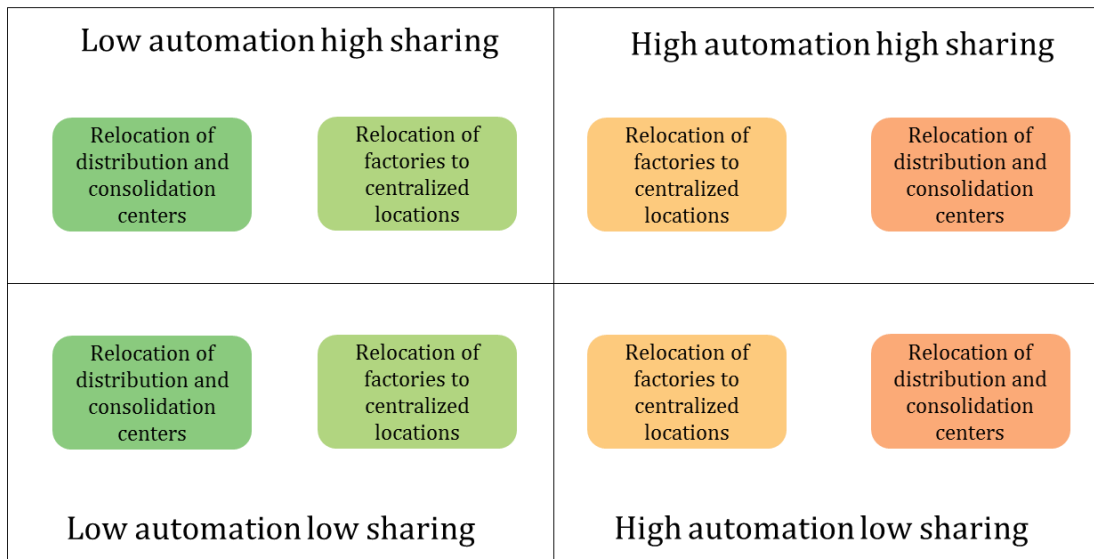 Low automation high sharing
Relocation of
distribution and
consolidation
centers
Relocation of
factories to
centralized
locations
High automation high sharing
Relocation of
factories to
centralized
locations
Relocation of
distribution and
consolidation
centers
Relocation of
distribution and
consolidation
centers
Relocation of
factories to
centralized
locations
Low automation low sharing
Relocation of
factories to
centralized
locations
Relocation of
distribution and
consolidation
centers
High automation low sharing